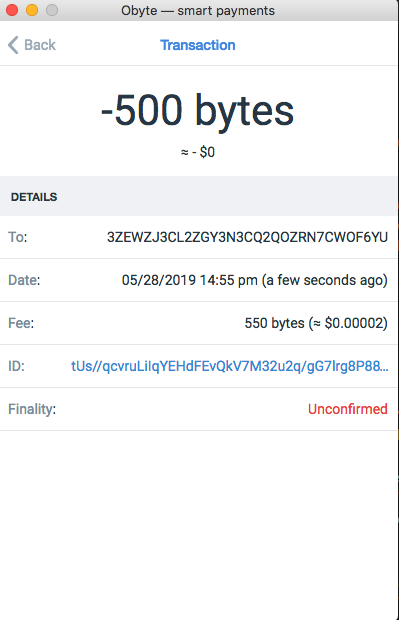 Obyte — smart payments
Back
Transaction
-500 bytes
≈ - $0
DETAILS
To: 3ZEWZJ3CL2ZGY3N3CQ2QOZRN7CWOF6YU
Date: 05/28/2019 14:55 pm (a few seconds ago)
Fee: 550 bytes (≈ $0.00002)
ID: tUs//qcvruLiIqYEHdFEvQkV7M32u2q/gG7lrg8P88...
Finality: Unconfirmed